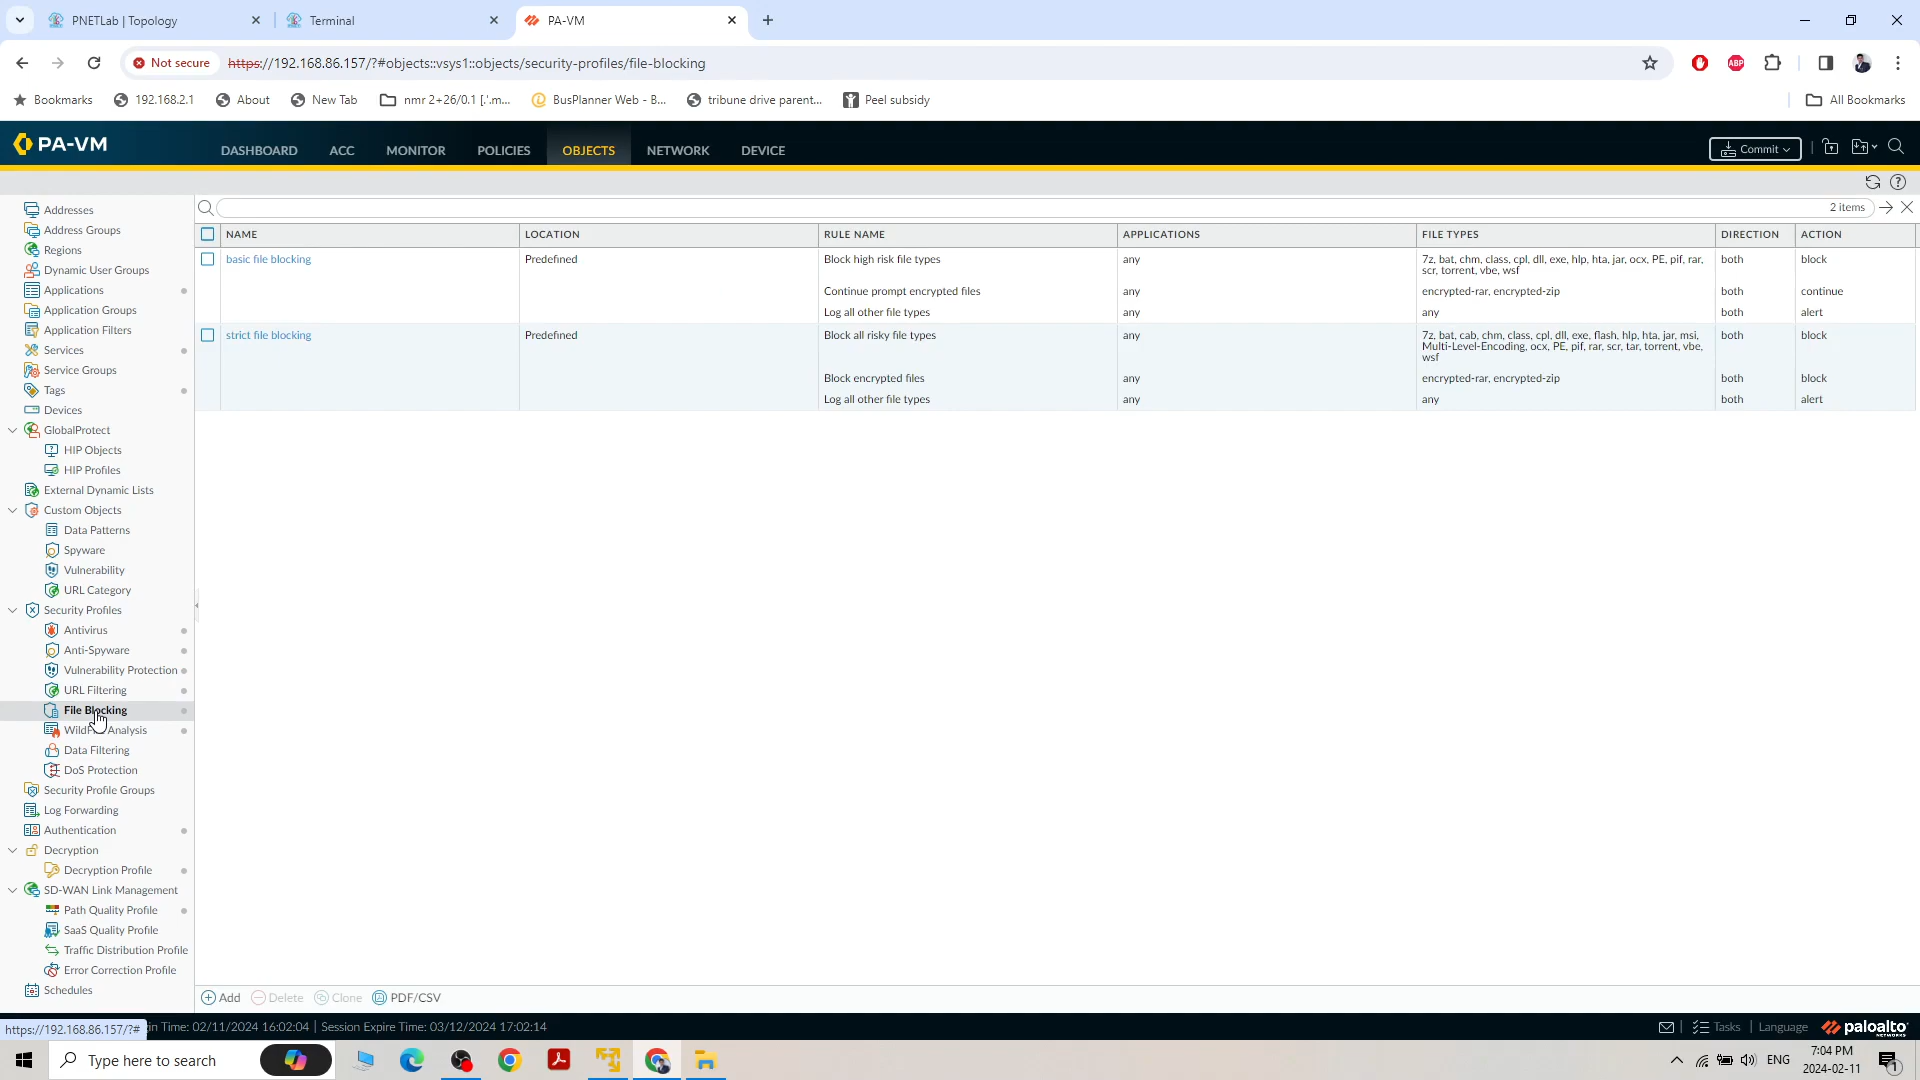 PNETLab | Topology
Terminal
PA-VM
Not secure
https://192.168.86.157/?#objects::vsys1::objects/security-profiles/file-blocking
ABP
Bookmarks
192.168.2.1
About
New Tab
nmr 2+26/0.1 [.'.m...
BusPlanner Web - B...
tribune drive parent...
Peel subsidy
All Bookmarks
PA-VM
DASHBOARD
ACC
MONITOR
POLICIES
OBJECTS
NETWORK
DEVICE
Commit
Addresses
Address Groups
Regions
Dynamic User Groups
Applications
Application Groups
Application Filters
Services
Service Groups
Tags
Devices
GlobalProtect
HIP Objects
HIP Profiles
External Dynamic Lists
Custom Objects
Data Patterns
Spyware
Vulnerability
URL Category
Security Profiles
Antivirus
Anti-Spyware
Vulnerability Protection
URL Filtering
File Blocking
Analysis
Data Filtering
DoS Protection
Security Profile Groups
Log Forwarding
Authentication
Decryption
Decryption Profile
SD-WAN Link Management
Path Quality Profile
SaaS Quality Profile
Traffic Distribution Profile
Error Correction Profile
Schedules
2 items
NAME LOCATION RULE NAME APPLICATIONS FILE TYPES DIRECTION ACTION
basic file blocking Predefined Block high risk file types any 7z, bat, chm, class, cpl, dll, exe, hlp, hta, jar, ocx, PE, pif, rar, both block
scr, torrent, vbe, wsf
Continue prompt encrypted files any encrypted-rar, encrypted-zip both continue
Log all other file types any any both alert
strict file blocking Predefined Block all risky file types any 7z, bat, cab, chm, class, cpl, dll, exe, flash, hlp, hta, jar, msi, both block
Multi-Level-Encoding, ocx, PE, pif, rar, scr, tar, torrent, vbe,
wsf
Block encrypted files any encrypted-rar, encrypted-zip both block
Log all other file types any any both alert
Add
Delete
Clone
PDF/CSV
https://192.168.86.157/?#
in Time: 02/11/2024 16:02:04 | Session Expire Time: 03/12/2024 17:02:14
Tasks | Language
paloalto
NETWORKS
Type here to search
ENG
7:04 PM
2024-02-11
1